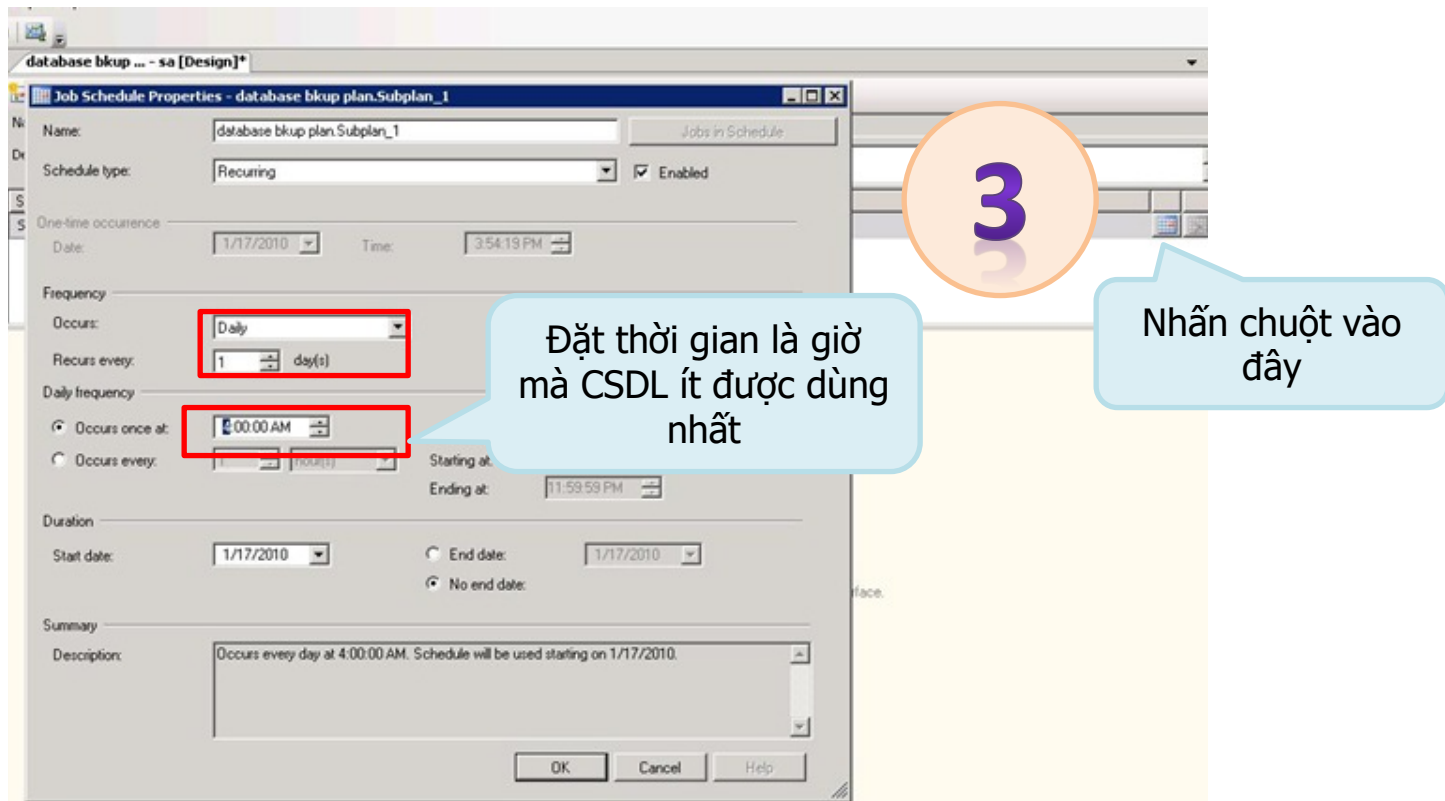 database bkup ... - sa [Design]*
Job Schedule Properties - database bkup plan.Subplan_1
Name: database bkup plan.Subplan_1 Jobs in Schedule
Schedule type: Recurring Enabled
3
One-time occurrence
Date: 1/17/2010 Time: 3:54:19 PM
Frequency
Occurs: Daily
Recurs every: 1 day(s)
Đặt thời gian là giờ
mà CSDL ít được dùng
nhất
Nhấn chuột vào
đây
Daily frequency
Occurs once at: 4:00:00 AM
Occurs every: 1 hour(s) Starting at:
Ending at: 11:59:59 PM
Duration
Start date: 1/17/2010 End date: 1/17/2010
No end date:
rface.
Summary
Description: Occurs every day at 4:00:00 AM. Schedule will be used starting on 1/17/2010.
OK Cancel Help